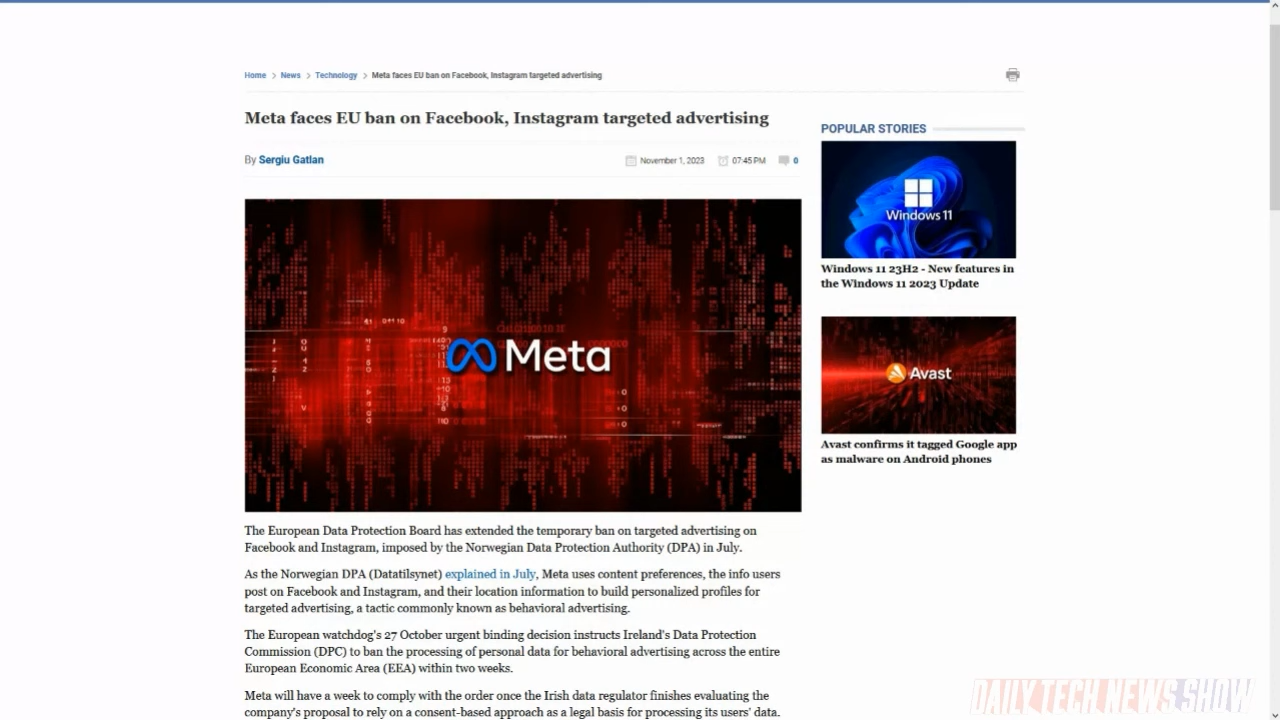 Home > News > Technology > Meta faces EU ban on Facebook, Instagram targeted advertising
Meta faces EU ban on Facebook, Instagram targeted advertising
By Sergiu Gatlan
November 1, 2023
07:45 PM
0
Meta
The European Data Protection Board has extended the temporary ban on targeted advertising on
Facebook and Instagram, imposed by the Norwegian Data Protection Authority (DPA) in July.
As the Norwegian DPA (Datatilsynet) explained in July, Meta uses content preferences, the info users
post on Facebook and Instagram, and their location information to build personalized profiles for
targeted advertising, a tactic commonly known as behavioral advertising.
The European watchdog's 27 October urgent binding decision instructs Ireland's Data Protection
Commission (DPC) to ban the processing of personal data for behavioral advertising across the entire
European Economic Area (EEA) within two weeks.
Meta will have a week to comply with the order once the Irish data regulator finishes evaluating the
company's proposal to rely on a consent-based approach as a legal basis for processing its users' data.
POPULAR STORIES
Windows 11
Windows 11 23H2 - New features in
the Windows 11 2023 Update
Avast
Avast confirms it tagged Google app
as malware on Android phones
DAILY TECH NEWS SHOW